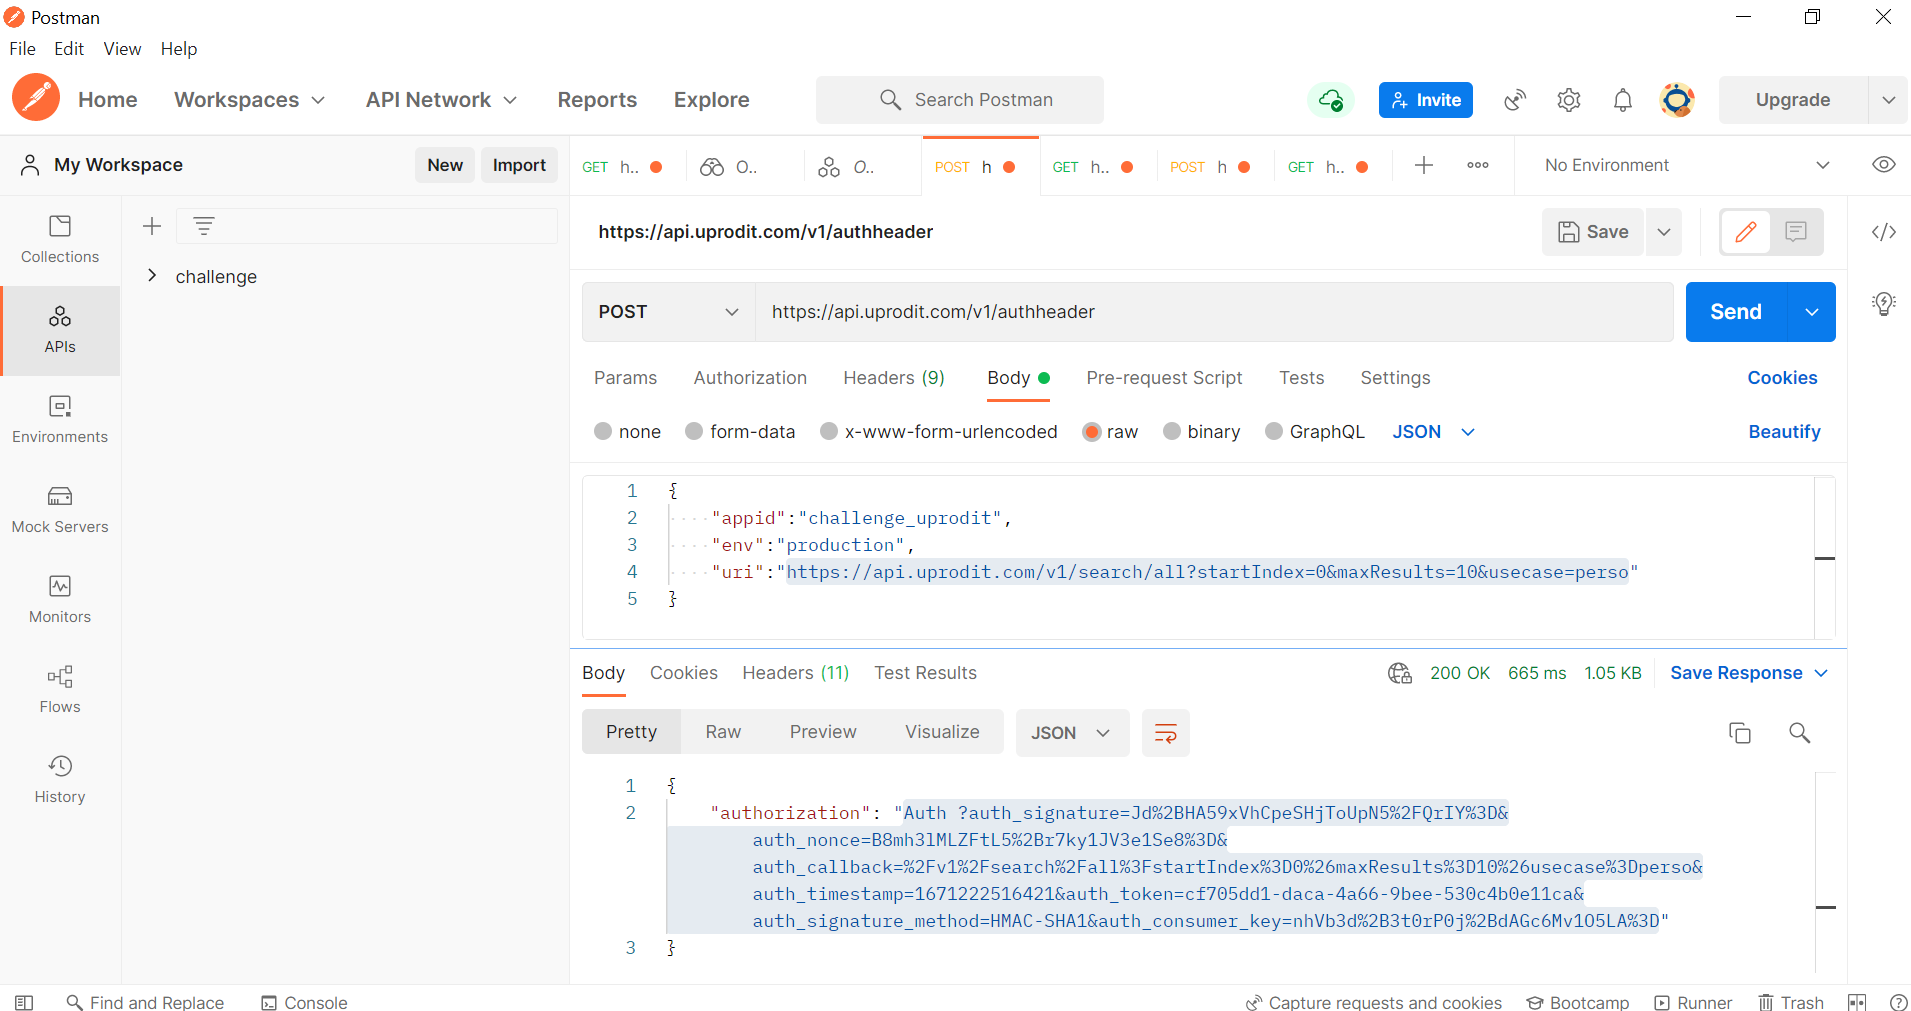 Postman
File Edit View Help
Home Workspaces API Network Reports Explore Search Postman Invite Upgrade
My Workspace New Import GET h.. O.. O.. POST h GET h.. POST h GET h.. No Environment
https://api.uprodit.com/v1/authheader Save
Collections
challenge
POST https://api.uprodit.com/v1/authheader Send
APIs
Params Authorization Headers (9) Body Pre-request Script Tests Settings Cookies
Environments
none form-data x-www-form-urlencoded raw binary GraphQL JSON Beautify
1 {
2 "appid":"challenge_uprodit",
Mock Servers
3 "env":"production",
4 "uri":"https://api.uprodit.com/v1/search/all?startIndex=0&maxResults=10&usecase=perso"
5 }
Monitors
Body Cookies Headers (11) Test Results 200 OK 665 ms 1.05 KB Save Response
Flows
Pretty Raw Preview Visualize JSON
1 {
History
2 "authorization": "Auth ?auth_signature=Jd%2BHA59xVhCpeSHjToUpN5%2FQrIY%3D&
auth_nonce=B8mh3lMLZFtL5%2Br7ky1JV3e1Se8%3D&
auth_callback=%2Fv1%2Fsearch%2Fall%3FstartIndex%3D0%26maxResults%3D10%26usecase%3Dperso&
auth_timestamp=1671222516421&auth_token=cf705dd1-daca-4a66-9bee-530c4b0e11ca&
auth_signature_method=HMAC-SHA1&auth_consumer_key=nhVb3d%2B3t0rP0j%2BdAGc6Mv1O5LA%3D"
3 }
Find and Replace Console Capture requests and cookies Bootcamp Runner Trash